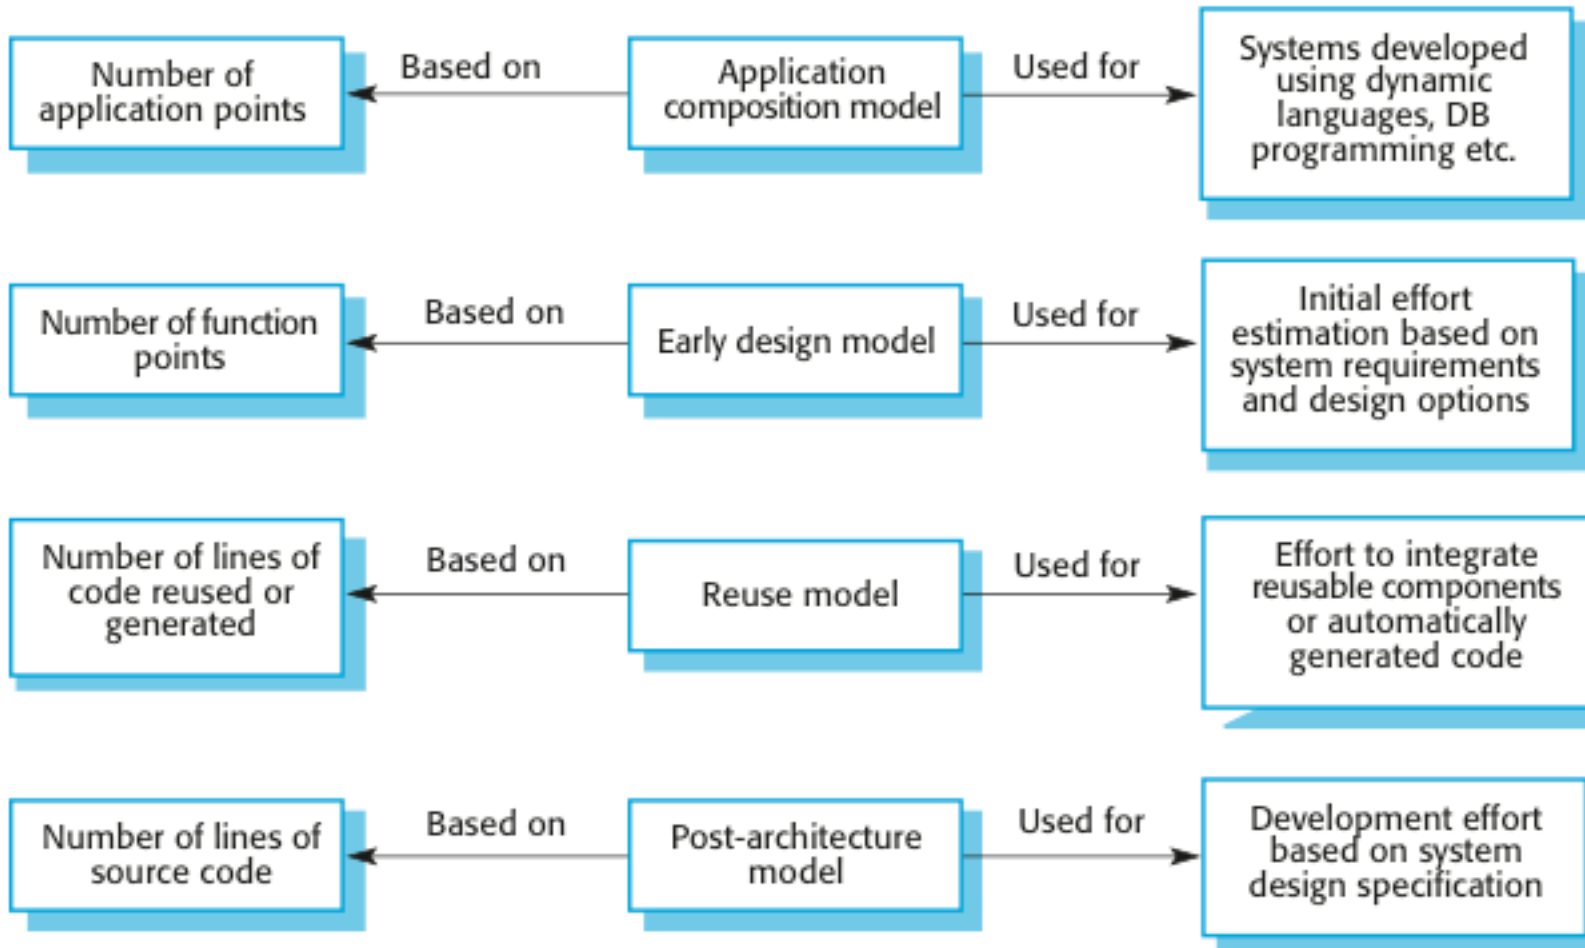 Number of
application points
Based on
Application
composition model
Used for
Systems developed
using dynamic
languages, DB
programming etc.
Number of function
points
Based on
Early design model
Used for
Initial effort
estimation based on
system requirements
and design options
Number of lines of
code reused or
generated
Based on
Reuse model
Used for
Effort to integrate
reusable components
or automatically
generated code
Number of lines of
source code
Based on
Post-architecture
model
Used for
Development effort
based on system
design specification